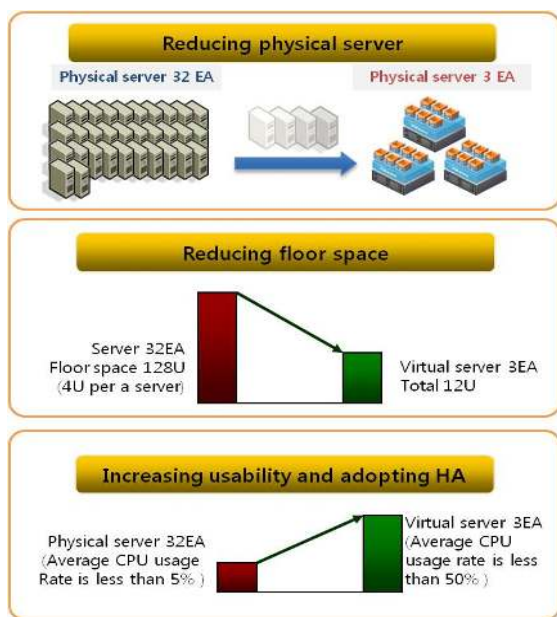 Reducing physical server
Physical server 32 EA
Physical server 3 EA
Reducing floor space
Server 32EA
Floor space 128U
(4U per a server)
Virtual server 3EA
Total 12U
Increasing usability and adopting HA
Physical server 32EA
(Average CPU usage
Rate is less than 5% )
Virtual server 3EA
(Average CPU
usage rate is less
than 50% )